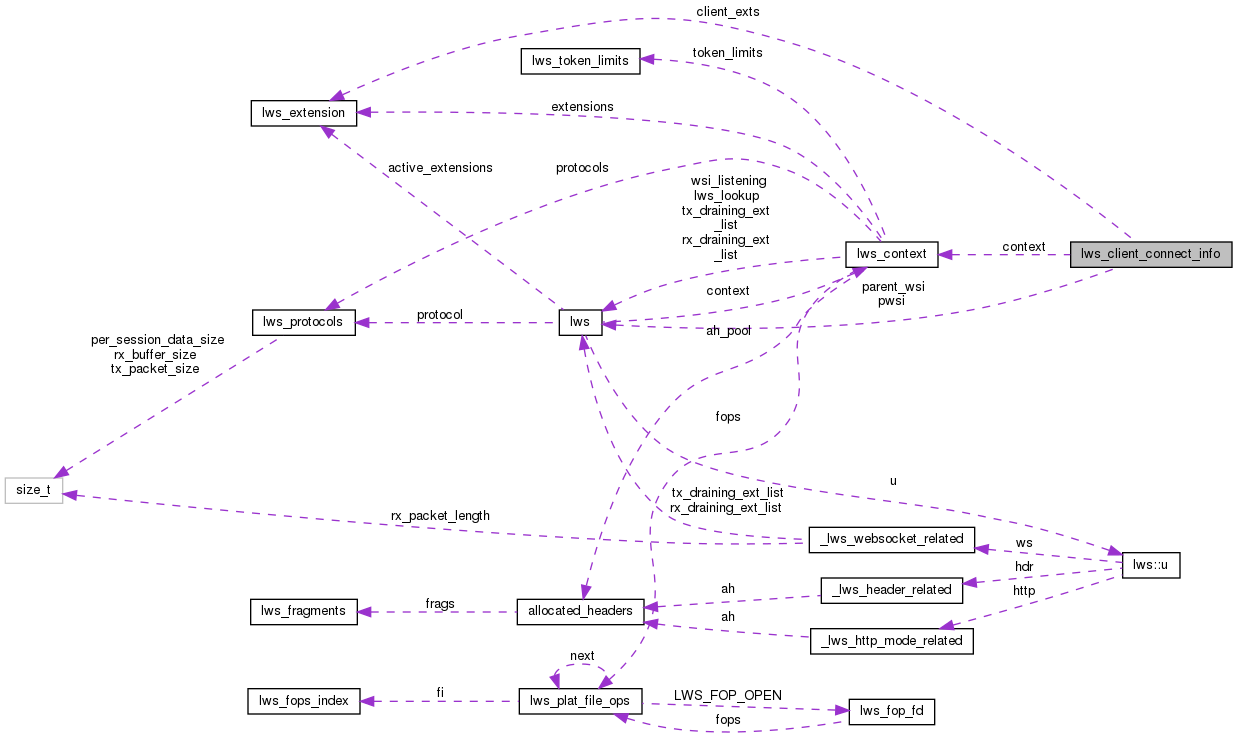 client_exts
token_limits
lws_token_limits
extensions
lws_extension
active_extensions
protocols
wsi_listening
lws_lookup
tx_draining_ext
_list
rx_draining_ext
_list
lws_context
context
lws_client_connect_info
context
parent_wsi
pwsi
lws_protocols
protocol
lws
ah_pool
per_session_data_size
rx_buffer_size
tx_packet_size
fops
size_t
u
tx_draining_ext_list
rx_draining_ext_list
rx_packet_length
_lws_websocket_related
ws
lws::u
hdr
_lws_header_related
http
ah
lws_fragments
frags
allocated_headers
ah
_lws_http_mode_related
next
lws_fops_index
fi
lws_plat_file_ops
LWS_FOP_OPEN
lws_fop_fd
fops